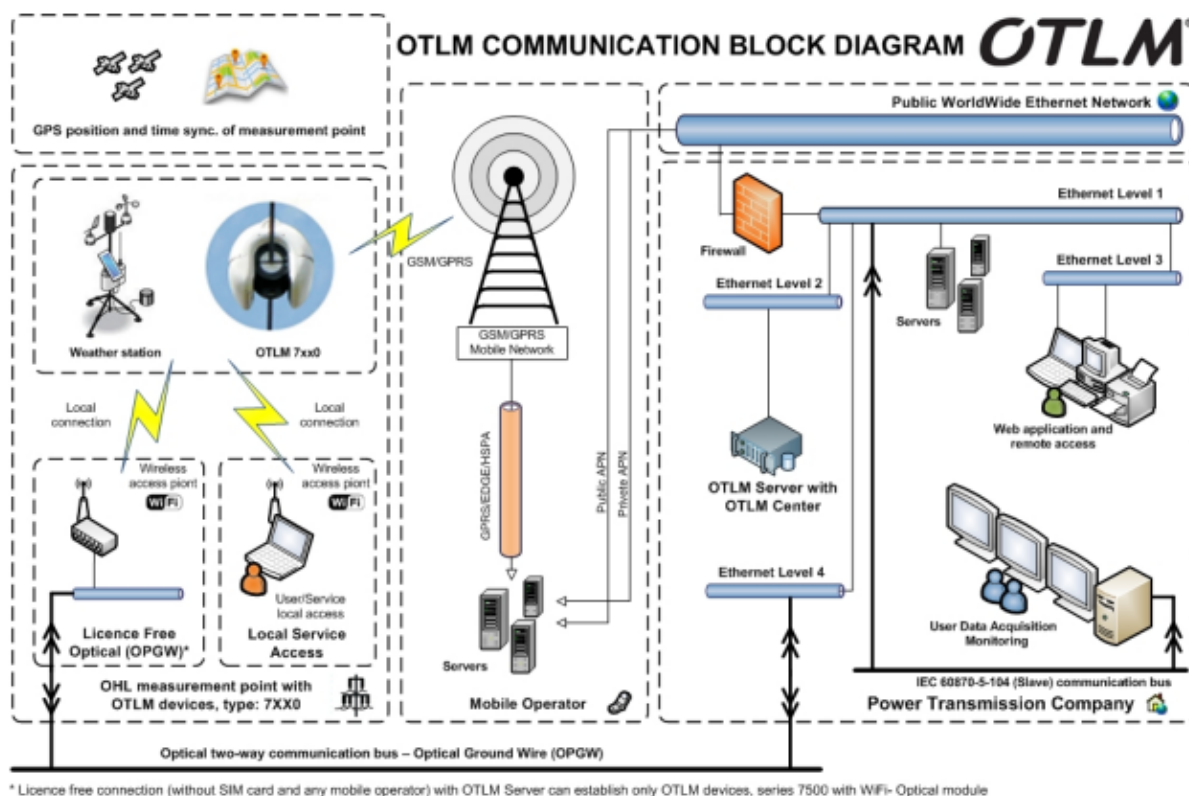 OTLM COMMUNICATION BLOCK DIAGRAM
OTLM
GPS position and time sync. of measurement point
Public WorldWide Ethernet Network
Weather station
OTLM 7xx0
GSM/GPRS
GSM/GPRS
Mobile Network
Firewall
Ethernet Level 1
Ethernet Level 2
Ethernet Level 3
Servers
Web application and
remote access
Local
connection
Local
connection
Wireless
access piont
WiFi
Wireless
access piont
WiFi
User/Service
local access
Licence Free
Optical (OPGW)*
Local Service
Access
OHL measurement point with
OTLM devices, type: 7XX0
GPRS/EDGE/HSPA
Public APN
Private APN
Servers
Mobile Operator
OTLM Server with
OTLM Center
Ethernet Level 4
User Data Acquisition
Monitoring
IEC 60870-5-104 (Slave) communication bus
Power Transmission Company
Optical two-way communication bus – Optical Ground Wire (OPGW)
* Licence free connection (without SIM card and any mobile operator) with OTLM Server can establish only OTLM devices, series 7500 with WiFi- Optical module